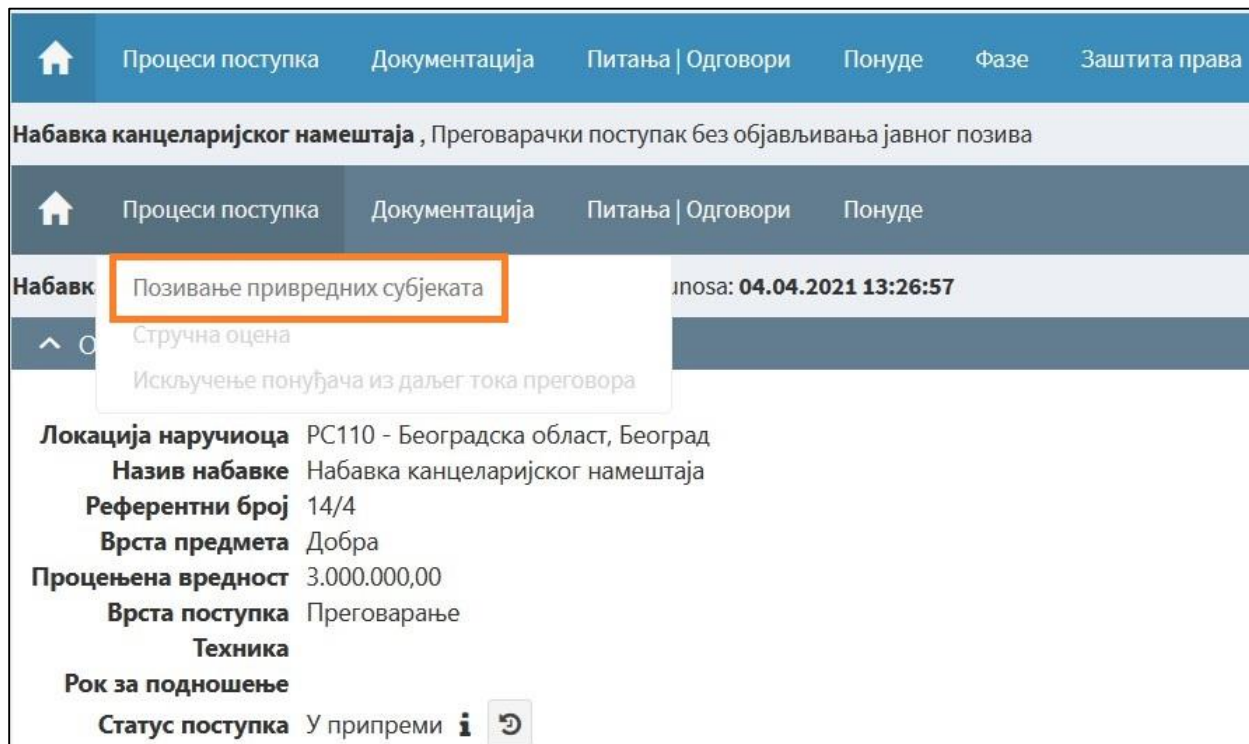 Процеси поступка Документација Питања | Одговори Понуде Фазе Заштита права
Набавка канцеларијског намештаја , Преговарачки поступак без објављивања јавног позива
Процеси поступка Документација Питања | Одговори Понуде
unosa: 04.04.2021 13:26:57
Позивање привредних субјеката
Стручна оцена
Искључење понуђача из даљег тока преговора
Локација наручиоца РС110 - Београдска област, Београд
Назив набавке Набавка канцеларијског намештаја
Референтни број 14/4
Врста предмета Добра
Процењена вредност 3.000.000,00
Врста поступка Преговарање
Техника
Рок за подношење
Статус поступка У припреми